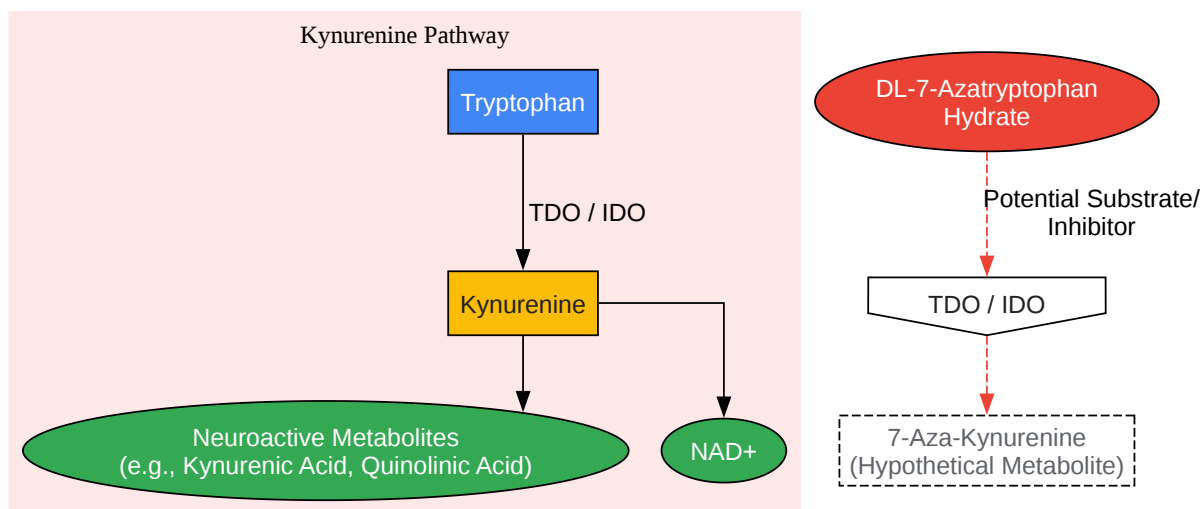 Kynurenine Pathway
Tryptophan
TDO / IDO
Kynurenine
Neuroactive Metabolites
(e.g., Kynurenic Acid, Quinolinic Acid)
NAD+
DL-7-Azatryptophan
Hydrate
Potential Substrate/
Inhibitor
TDO / IDO
7-Aza-Kynurenine
(Hypothetical Metabolite)